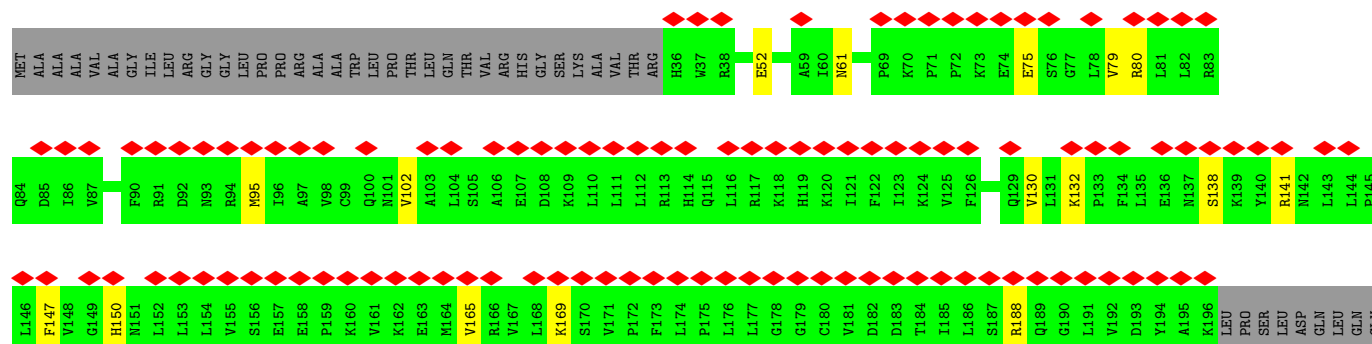 MET ALA ALA ALA VAL ALA GLY ILE LEU ARG GLY GLY LEU PRO PRO ARG ALA ALA TRP LEU PRO THR LEU GLN THR VAL ARG HIS GLY SER LYS ALA VAL THR ARG H36 W37 R38 E52 A59 I60 N61 P69 K70 P71 P72 K73 E74 E75 S76 G77 L78 V79 R80 L81 L82 R83
Q84 D85 I86 V87 F90 R91 D92 N93 R94 M95 I96 A97 V98 C99 Q100 N101 V102 A103 L104 S105 A106 E107 D108 K109 L110 L111 L112 R113 H114 Q115 L116 R117 K118 H119 K120 I121 F122 I123 K124 V125 F126 Q129 V130 L131 K132 P133 F134 L135 E136 N137 S138 K139 Y140 R141 N142 L143 L144 P145
L146 F147 V148 G149 H150 N151 L152 L153 L154 V155 S156 E157 E158 P159 K160 V161 K162 E163 M164 V165 R166 V167 L168 K169 S170 V171 P172 F173 L174 P175 L176 L177 G178 G179 C180 V181 D182 D183 T184 I185 L186 S187 R188 Q189 G190 L191 V192 D193 Y194 A195 K196 LEU PRO SER LEU ASP GLN LEU GLN